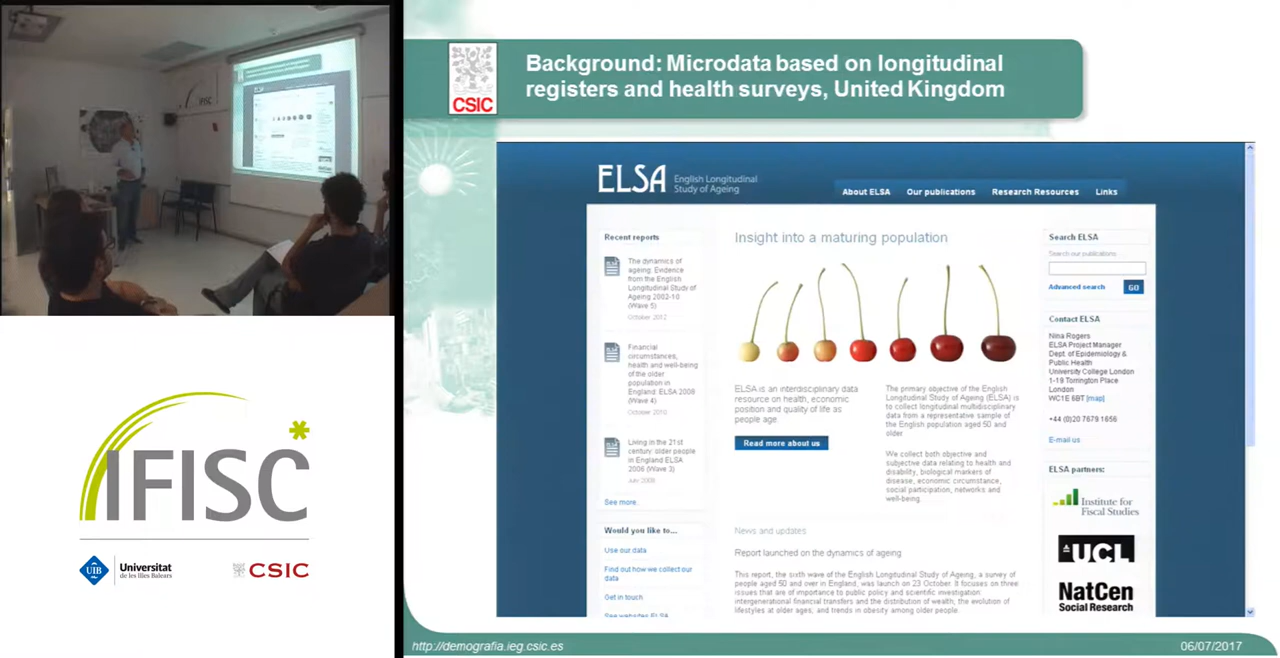 Background: Microdata based on longitudinal
registers and health surveys, United Kingdom
CSIC
ELSA English Longitudinal
Study of Ageing
About ELSA Our publications Research Resources Links
Recent reports
The dynamics of
ageing: Evidence
from the English
Longitudinal Study of
Ageing 2002-10
(Wave 5)
October 2012
Financial
circumstances,
health and well-being
of the older
population in
England: ELSA 2008
(Wave 4)
October 2010
Living in the 21st
century: older people
in England ELSA
2006 (Wave 3)
July 2008
See more
Would you like to...
Use our data
Find out how we collect our
data
Get in touch
See websites ELSA
Insight into a maturing population
ELSA is an interdisciplinary data
resource on health, economic
position and quality of life as
people age.
Read more about us
The primary objective of the English
Longitudinal Study of Ageing (ELSA) is
to collect longitudinal multidisciplinary
data from a representative sample of
the English population aged 50 and
older
We collect both objective and
subjective data relating to health and
disability, biological markers of
disease, economic circumstance,
social participation, networks and
well-being.
News and updates
Report launched on the dynamics of ageing
This report, the sixth wave of the English Longitudinal Study of Ageing, a survey of
people aged 50 and over in England, was launch on 23 October. It focuses on three
issues that are of importance to public policy and scientific investigation:
intergenerational financial transfers and the distribution of wealth, the evolution of
lifestyles at older ages, and trends in obesity among older people
Search ELSA
Search our publications
Advanced search GO
Contact ELSA
Nina Rogers
ELSA Project Manager
Dept. of Epidemiology &
Public Health
University College London
1-19 Torrington Place
London
WC1E 6BT [map]
+44 (0)20 7679 1656
E-mail us
ELSA partners:
Institute for
Fiscal Studies
UCL
NatCen
Social Research
IFISC
UIB Universitat
de les Illes Balears
CSIC
http://demografia.ieg.csic.es
06/07/2017